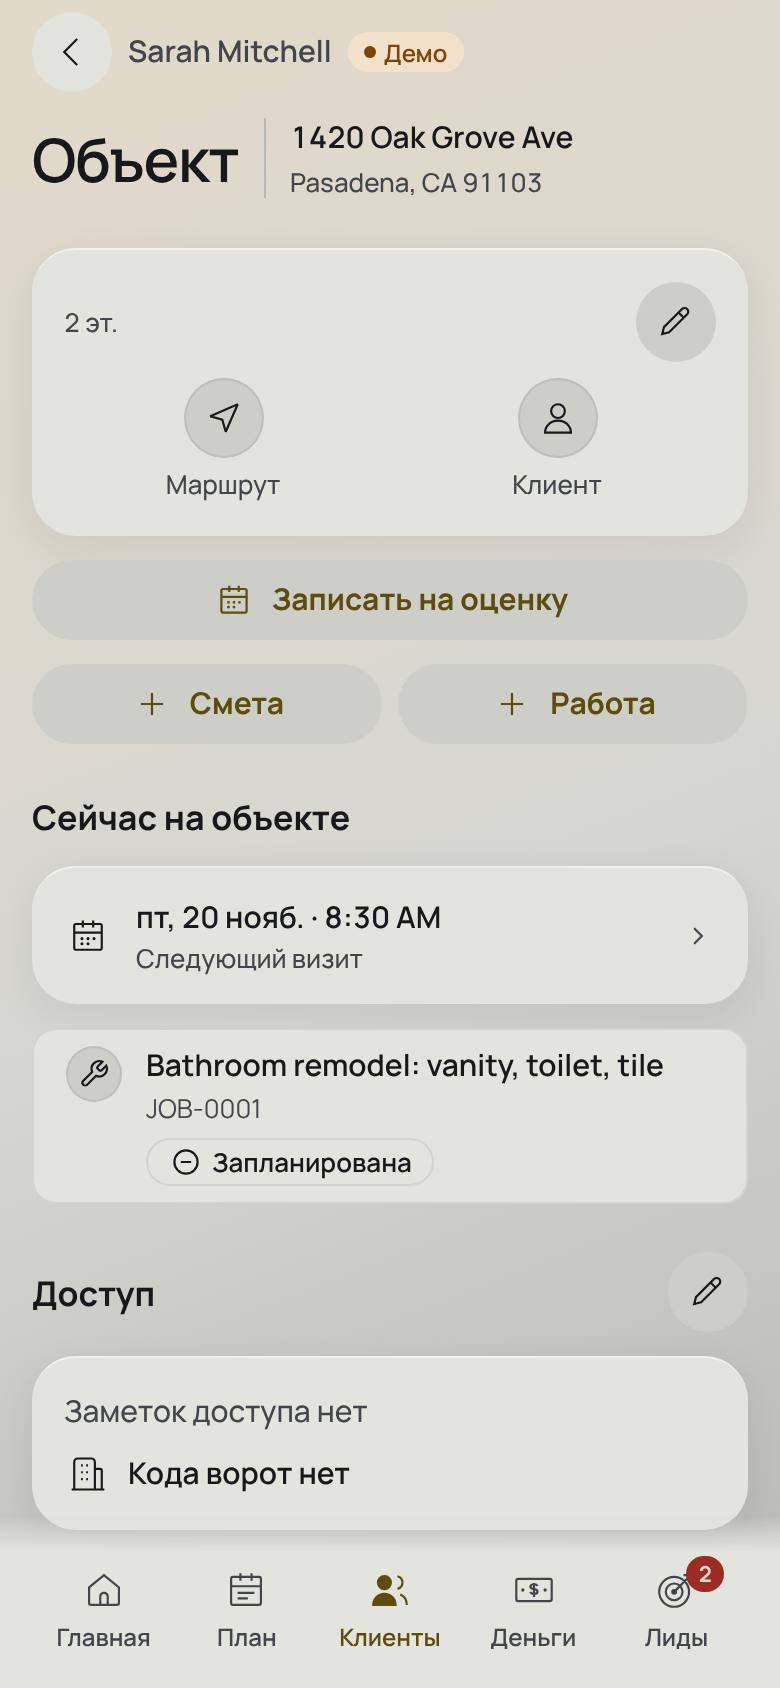 Sarah Mitchell
Демо
Объект
1420 Oak Grove Ave
Pasadena, CA 91103
2 эт.
Маршрут
Клиент
Записать на оценку
Смета
Работа
Сейчас на объекте
пт, 20 нояб. · 8:30 AM
Следующий визит
Bathroom remodel: vanity, toilet, tile
JOB-0001
Запланирована
Доступ
Заметок доступа нет
Кода ворот нет
2
Главная
План
Клиенты
Деньги
Лиды